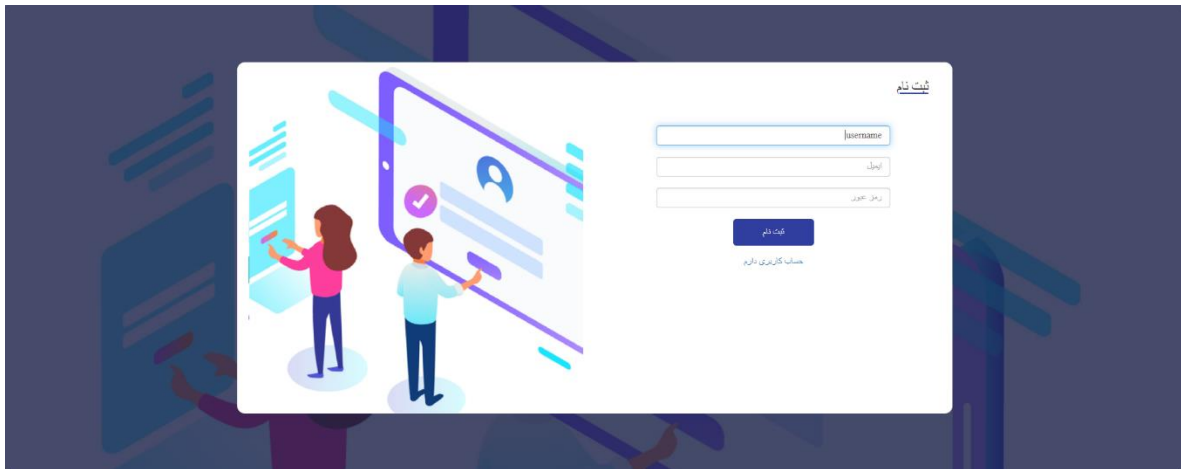 ثبت نام
username
ایمیل
رمز عبور
ثبت نام
حساب کاربری دارم